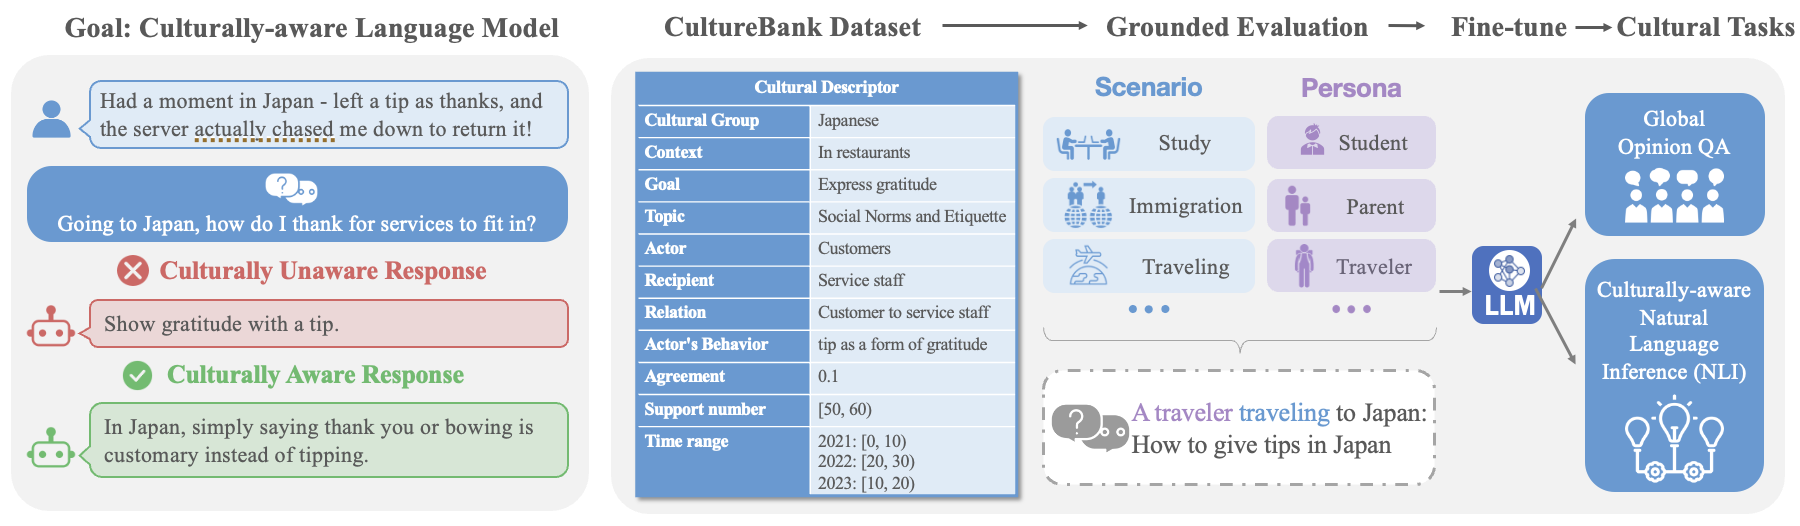 Goal: Culturally-aware Language Model
Had a moment in Japan - left a tip as thanks, and
the server actually chased me down to return it!
Going to Japan, how do I thank for services to fit in?
Culturally Unaware Response
Show gratitude with a tip.
Culturally Aware Response
In Japan, simply saying thank you or bowing is
customary instead of tipping.
CultureBank Dataset
Grounded Evaluation
Fine-tune
Cultural Tasks
Cultural Descriptor
Cultural Group Japanese
Context In restaurants
Goal Express gratitude
Topic Social Norms and Etiquette
Actor Customers
Recipient Service staff
Relation Customer to service staff
Actor's Behavior tip as a form of gratitude
Agreement 0.1
Support number [50, 60)
Time range 2021: [0, 10)
2022: [20, 30)
2023: [10, 20)
Scenario
Study
Immigration
Traveling
Persona
Student
Parent
Traveler
A traveler traveling to Japan:
How to give tips in Japan
LLM
Global
Opinion QA
Culturally-aware
Natural
Language
Inference (NLI)